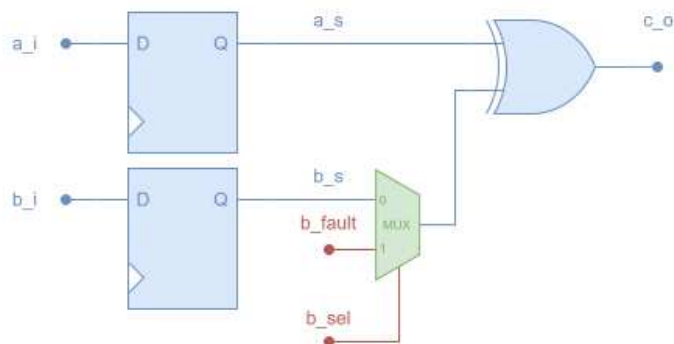 a_s
c_o
a_i
D
Q
b_s
b_i
D
Q
0
b_fault
MUX
1
b_sel